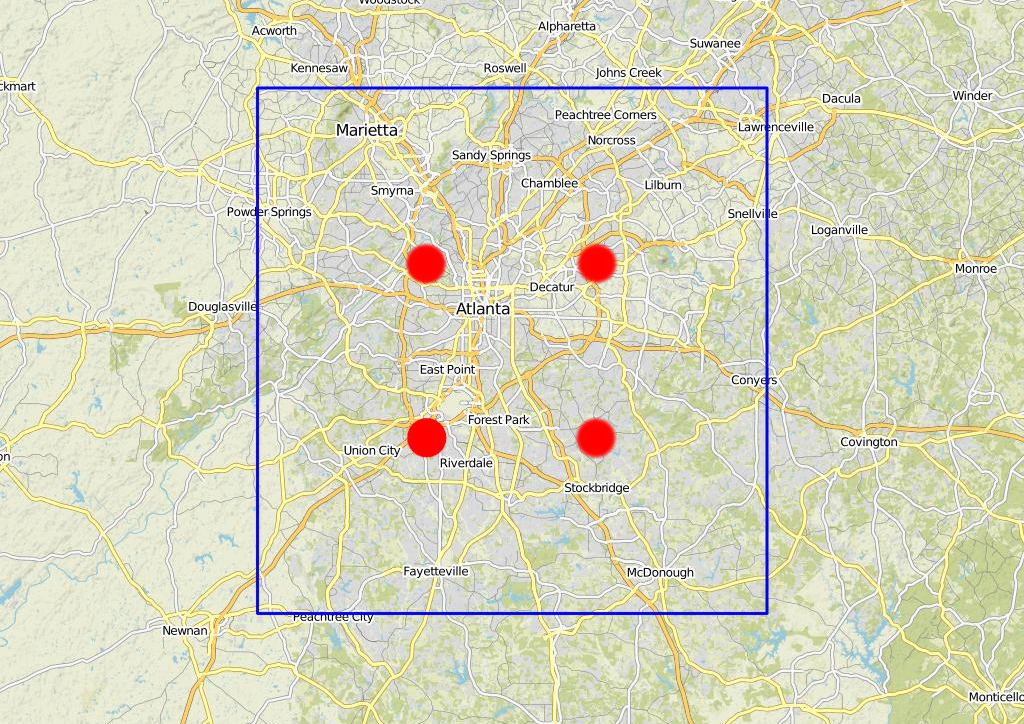 Woodstock
Acworth
Alpharetta
Suwanee
Kennesaw
Roswell
Johns Creek
ckmart
Dacula
Winder
Peachtree Corners
Marietta
Lawrenceville
Norcross
Sandy Springs
Chamblee
Lilburn
Smyrna
Powder Springs
Snellville
Loganville
Monroe
Decatur
Douglasville
Atlanta
East Point
Conyers
Forest Park
Covington
Union City
Riverdale
on
Stockbridge
Fayetteville
McDonough
Peachtree City
Newnan
Monticello